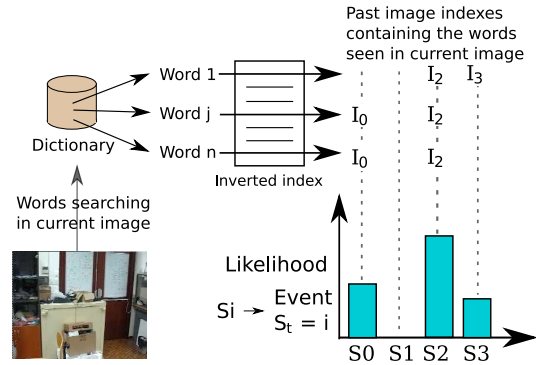 Past image indexes
containing the words
seen in current image
Word 1
I2 I3
Word j
I0 I2
Dictionary
Word n
I0 I2
Inverted index
Words searching
in current image
Likelihood
Si → Event
St = i
S0 S1 S2 S3